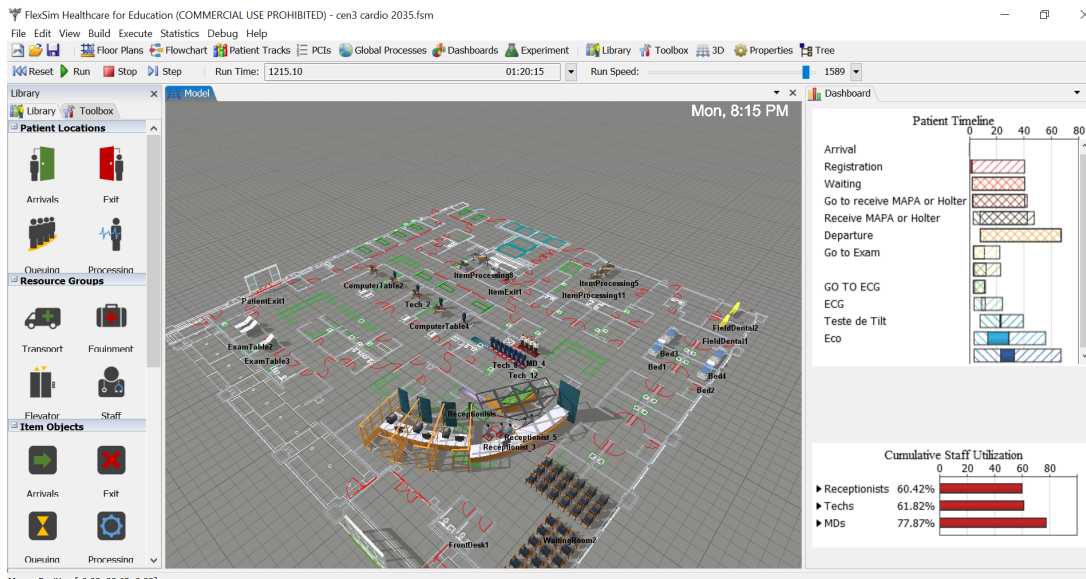 FlexSim Healthcare for Education (COMMERCIAL USE PROHIBITED) - cen3 cardio 2035.fsm
File Edit View Build Execute Statistics Debug Help
Floor Plans Flowchart Patient Tracks PCIs Global Processes Dashboards Experiment Library Toolbox 3D Properties Tree
Reset Run Stop Step Run Time: 1215.10 01:20:15 Run Speed: 1589
Library
Library Toolbox
Patient Locations
Arrivals Exit
Queuing Processing
Resource Groups
Transport Equipment
Elevator Staff
Item Objects
Arrivals Exit
Queuing Processing
Model
Mon, 8:15 PM
PatientExit1
ComputerTable2
ItemProcessing8
ItemProcessing5
ItemExit1
ItemProcessing11
Tech_2
ComputerTable4
ExamTable2
ExamTable3
FieldDental2
FieldDental1
Bed3
Bed1
Bed4
Bed2
MD_4
Tech_12
Receptionists
Receptionist_5
Receptionist_3
WaitingRoom2
FrontDesk1
Dashboard
Patient Timeline
0 20 40 60 80
Arrival
Registration
Waiting
Go to receive MAPA or Holter
Receive MAPA or Holter
Departure
Go to Exam
GO TO ECG
ECG
Teste de Tilt
Eco
Cumulative Staff Utilization
0 20 40 60 80
Receptionists 60.42%
Techs 61.82%
MDs 77.87%